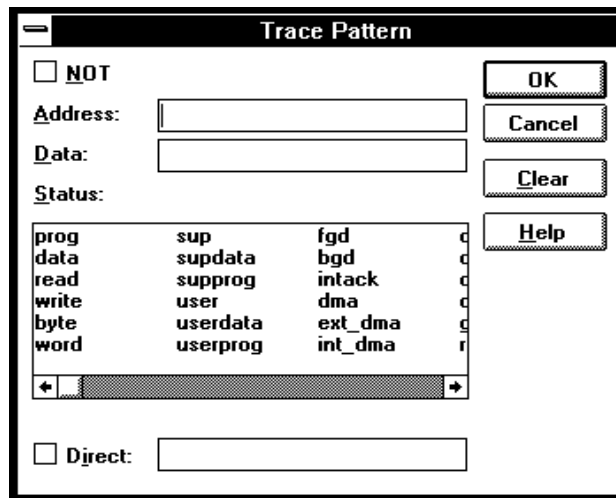 Trace Pattern
NOT
OK
Address:
Cancel
Data:
Clear
Status:
Help
prog sup fgd
data supdata bgd
read supprog intack
write user dma
byte userdata ext_dma
word userprog int_dma
Direct: